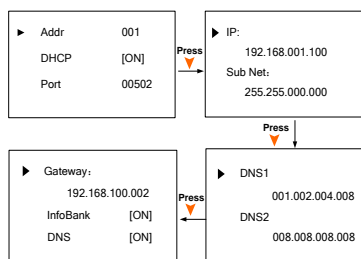 Addr 001
DHCP [ON]
Port 00502
Press
IP:
192.168.001.100
Sub Net：
255.255.000.000
Press
DNS1
001.002.004.008
DNS2
008.008.008.008
Press
Gateway：
192.168.100.002
InfoBank [ON]
DNS [ON]